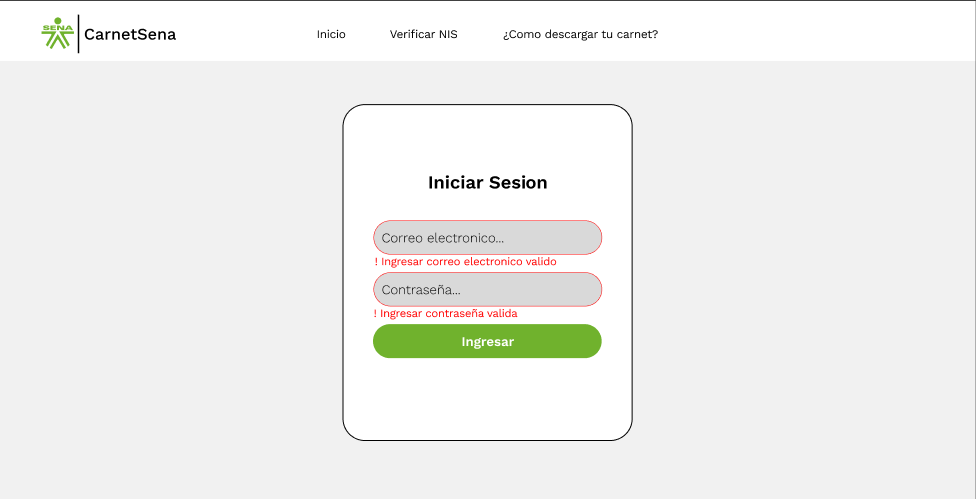 SENA
CarnetSena
Inicio
Verificar NIS
¿Como descargar tu carnet?
Iniciar Sesion
Correo electronico...
! Ingresar correo electronico valido
Contraseña...
! Ingresar contraseña valida
Ingresar